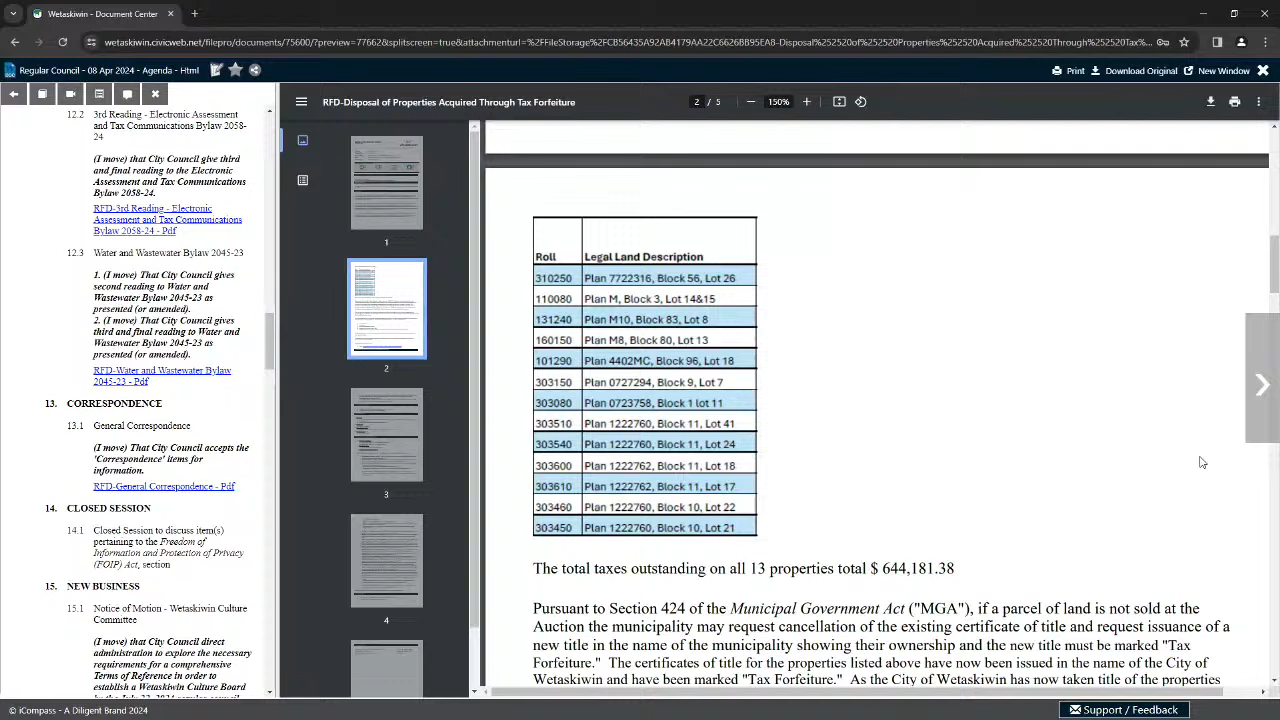 Wetaskiwin - Document Center
wetaskiwin.civicweb.net/filepro/documents/75600/?preview=77662&splitscreen=true&attachmenturl=%2FFileStorage%2FCB56435A92AB4179AA22C6626BB95EA8-Disposal%252520of%252520Properties%252520Acquired%252520Through%252520Tax%...
Regular Council - 08 Apr 2024 - Agenda - Html
Print
Download Original
New Window
12.2 3rd Reading - Electronic
Assessment and Tax
Communications Bylaw 2058-
24
(I move) that City Council give third
and final reading to the Electronic
Assessment and Tax Communications
Bylaw 2058-24.
RFD-3rd Reading - Electronic
Assessment and Tax Communications
Bylaw 2058-24 - Pdf
12.3 Water and Wastewater Bylaw 2045-23
1. (I move) That City Council gives
second reading to Water and
Wastewater Bylaw 2045-23 as
presented (or amended).
2. (I move) That City Council gives
third and final reading to Water and
Wastewater Bylaw 2045-23 as
presented (or amended).
RFD-Water and Wastewater Bylaw
2045-23 - Pdf
13. CORRESPONDENCE
13.1 General Correspondence
(I move) That City Council accepts the
'Correspondence' items for
information.
RFD-General Correspondence - Pdf
14. CLOSED SESSION
14.1 Closed Session to discuss item(s)
pertaining to the Freedom of
Information and Protection of Privacy
(FOIP) Act, section
15. NEW BUSINESS
15.1 Notice of Motion - Wetaskiwin Culture
Committee
(I move) that City Council direct
administration to explore the necessary
requirements for a comprehensive
Terms of Reference in order to
establish a Wetaskiwin Culture Board
RFD-Disposal of Properties Acquired Through Tax Forfeiture
2 / 5
150%
1
2
3
4
Roll Legal Land Description
310250 Plan 7722316, Block 56, Lot 26
110080 Plan M, Block 3, Lot 14&15
131240 Plan M10, Block 83, Lot 8
160150 Plan M8, Block 80, Lot 13
101290 Plan 4402MC, Block 96, Lot 18
303150 Plan 0727294, Block 9, Lot 7
303080 Plan 0723758, Block 1 lot 11
303510 Plan 1222760, Block 11, Lot 41
303540 Plan 1222760, Block 11, Lot 24
303600 Plan 1222762, Block 11, Lot 18
303610 Plan 1222762, Block 11, Lot 17
303460 Plan 1222760, Block 10, Lot 22
303450 Plan 1222760, Block 10, Lot 21
The total taxes outstanding on all 13 properties total $ 644,181.38
Pursuant to Section 424 of the Municipal Government Act ("MGA"), if a parcel of land is not sold at the
Auction the municipality may request cancellation of the existing certificate of title and request issuance of a
new title in the name of the municipality, showing their ownership and the new title must be marked "Tax
Forfeiture." The certificates of title for the properties listed above have now been issued in the name of the City of
Wetaskiwin and have been marked "Tax Forfeiture." As the City of Wetaskiwin has now taken title of the properties
© iCompass - A Diligent Brand 2024
Support / Feedback